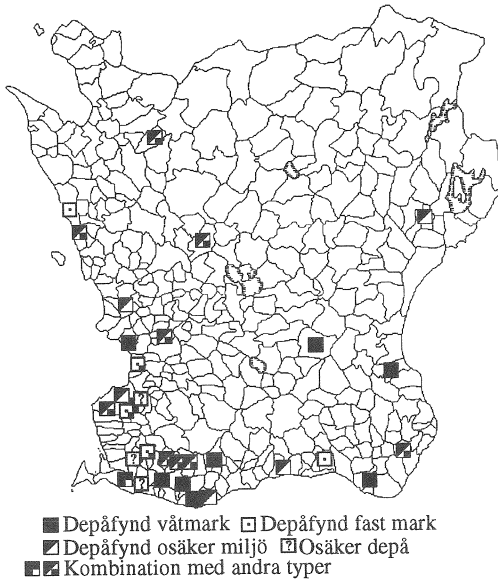 Depåfynd våtmark Depåfynd fast mark
Depåfynd osäker miljö ? Osäker depå
Kombination med andra typer
?
?
?